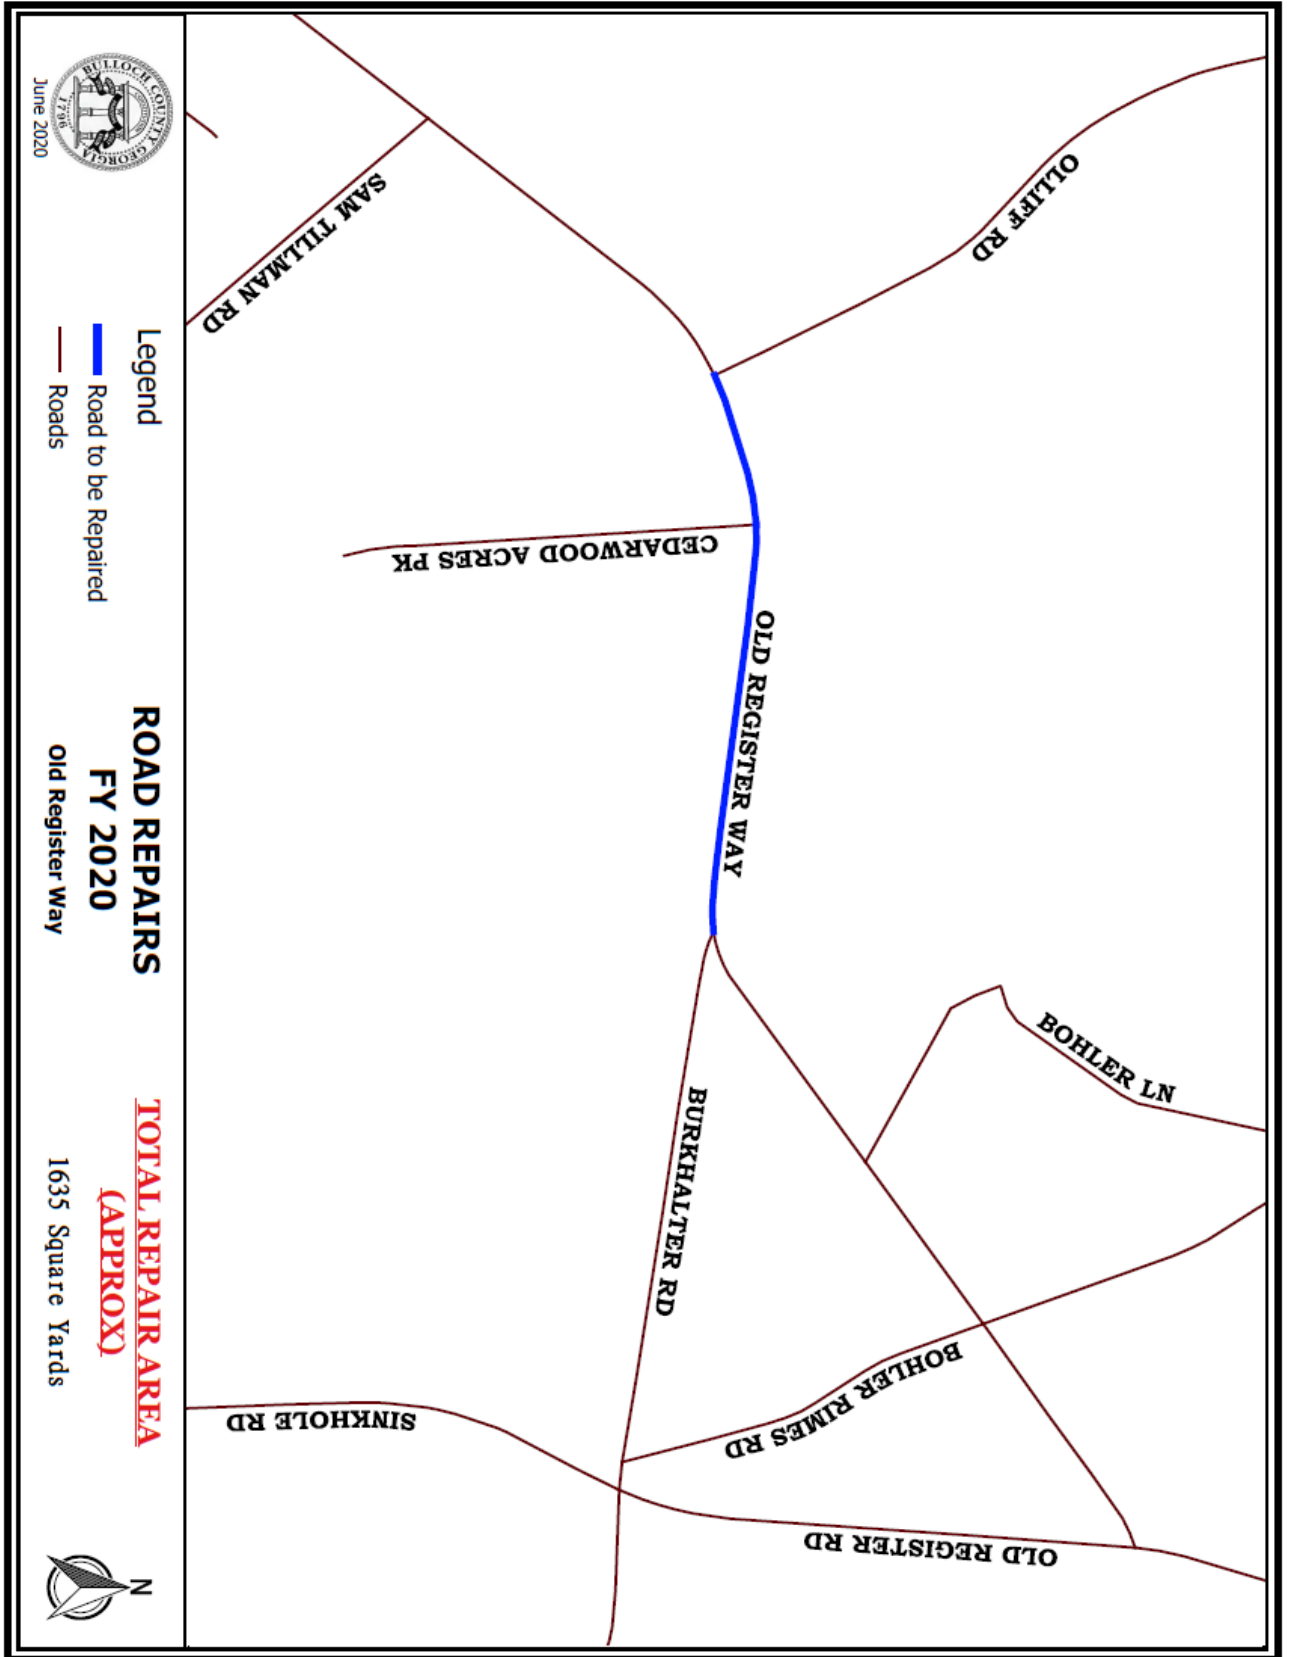 OLLIFF RD
SAM TILLMAN RD
CEDARWOOD ACRES PK
OLD REGISTER WAY
BOHLER LN
BURKHALTER RD
BOHLER RIMES RD
SINKHOLE RD
OLD REGISTER RD
BULLOCH COUNTY GEORGIA
1796
June 2020
Legend
Road to be Repaired
Roads
ROAD REPAIRS
FY 2020
Old Register Way
TOTAL REPAIR AREA
(APPROX)
1635 Square Yards
N